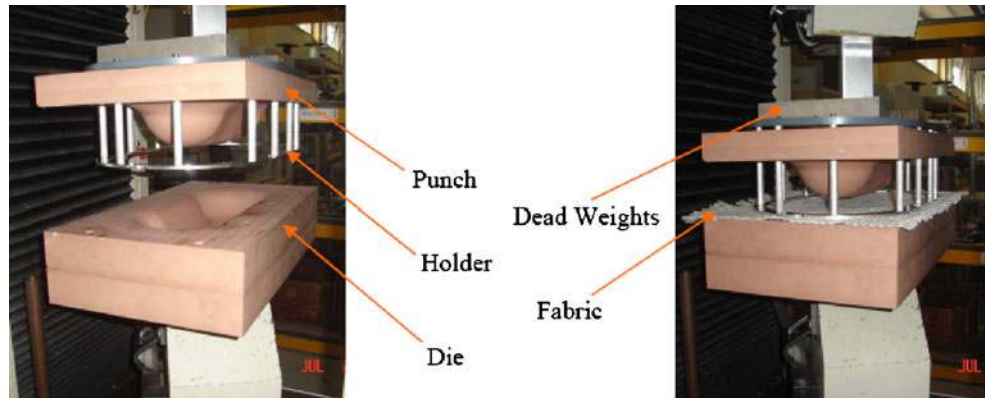 Punch
Holder
Die
JUL
Dead Weights
Fabric
JUL